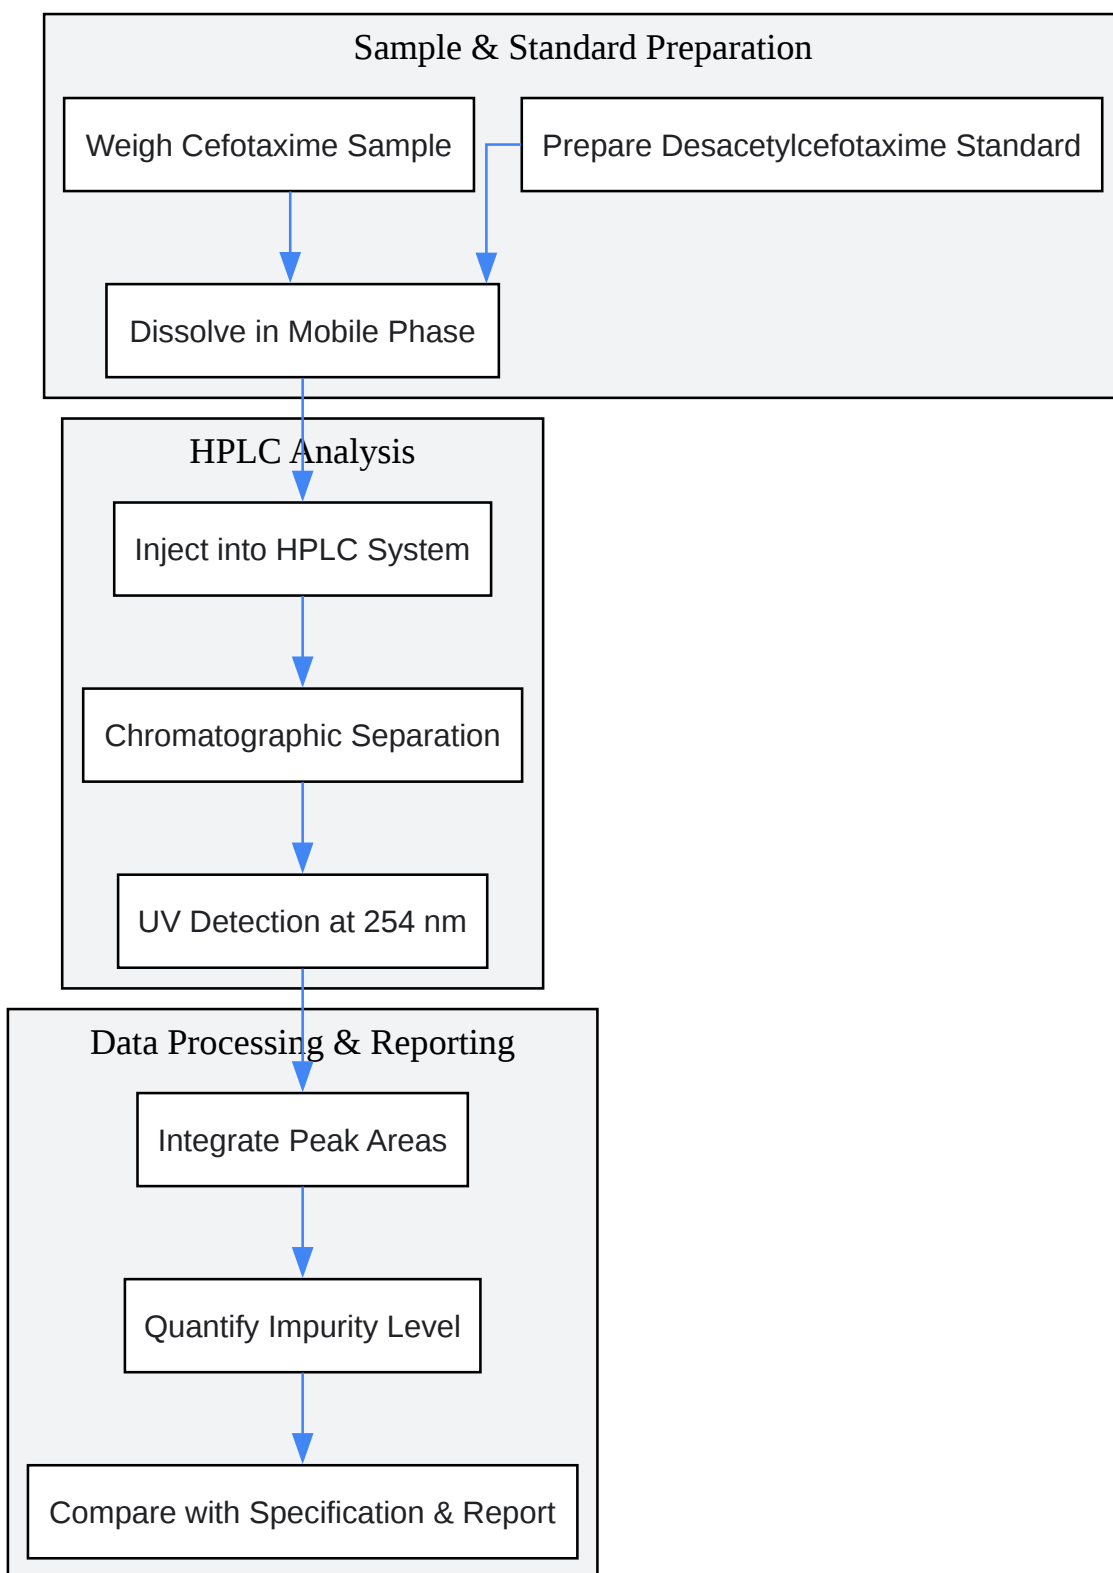 Sample & Standard Preparation
Weigh Cefotaxime Sample
Prepare Desacetylcefotaxime Standard
Dissolve in Mobile Phase
HPLC Analysis
Inject into HPLC System
Chromatographic Separation
UV Detection at 254 nm
Data Processing & Reporting
Integrate Peak Areas
Quantify Impurity Level
Compare with Specification & Report